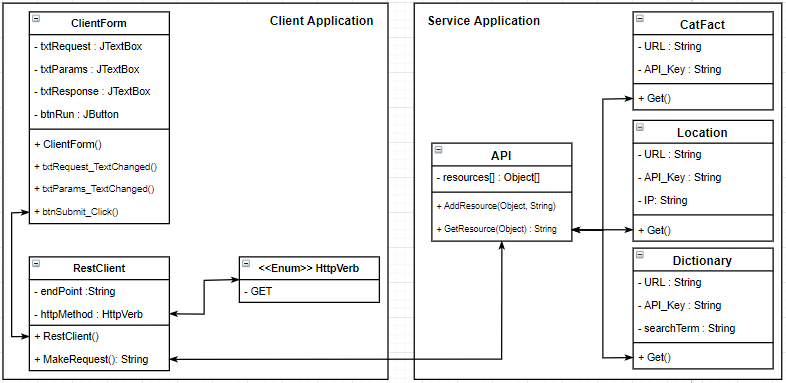 Client Application
ClientForm
- txtRequest : JTextBox
- txtParams : JTextBox
- txtResponse : JTextBox
- btnRun : JButton
+ ClientForm()
+ txtRequest_TextChanged()
+ txtParams_TextChanged()
+ btnSubmit_Click()
RestClient
- endPoint :String
- httpMethod : HttpVerb
+ RestClient()
+ MakeRequest(): String
<<Enum>> HttpVerb
- GET
Service Application
API
- resources[] : Object[]
+ AddResource(Object, String)
+ GetResource(Object) : String
CatFact
- URL : String
- API_Key : String
+ Get()
Location
- URL : String
- API_Key : String
- IP: String
+ Get()
Dictionary
- URL : String
- API_Key : String
- searchTerm : String
+ Get()